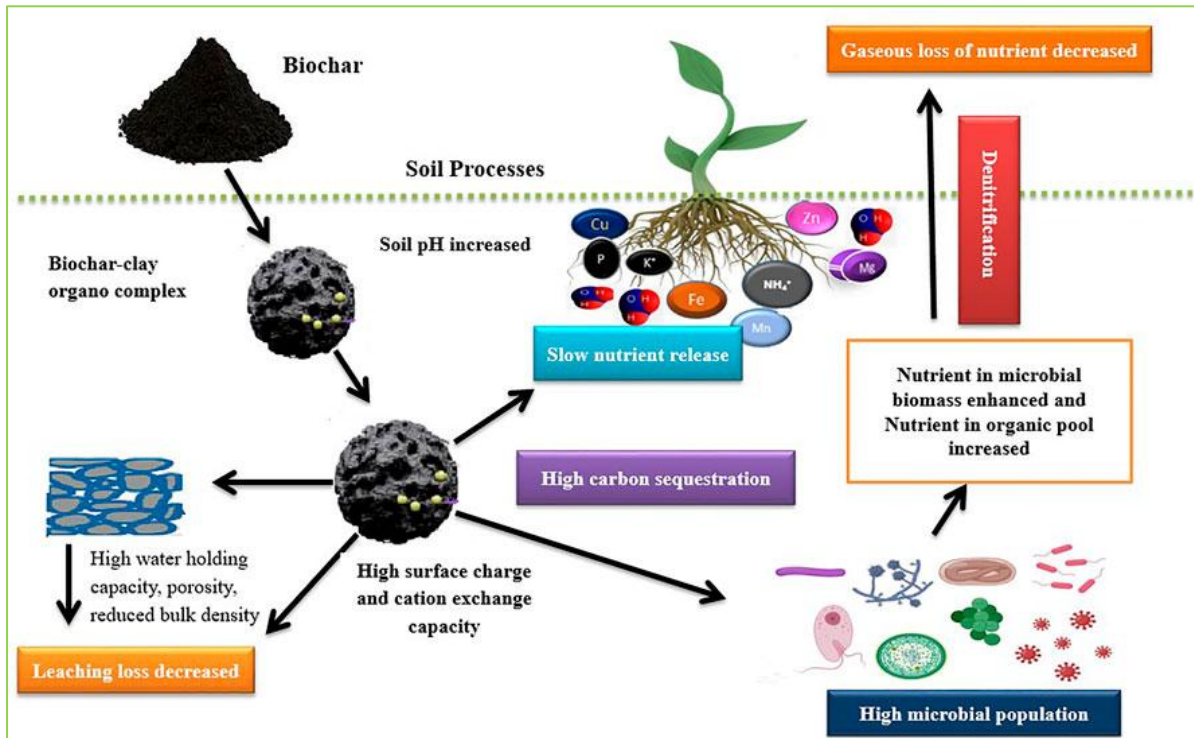 Biochar
Gaseous loss of nutrient decreased
Soil Processes
Denitrification
Soil pH increased
Cu
Zn
O H
H
P
K+
Mg
NH4+
Fe
Mn
O
H H
O H
H
Biochar-clay
organo complex
Slow nutrient release
Nutrient in microbial
biomass enhanced and
Nutrient in organic pool
increased
High carbon sequestration
High water holding
capacity, porosity,
reduced bulk density
High surface charge
and cation exchange
capacity
Leaching loss decreased
High microbial population